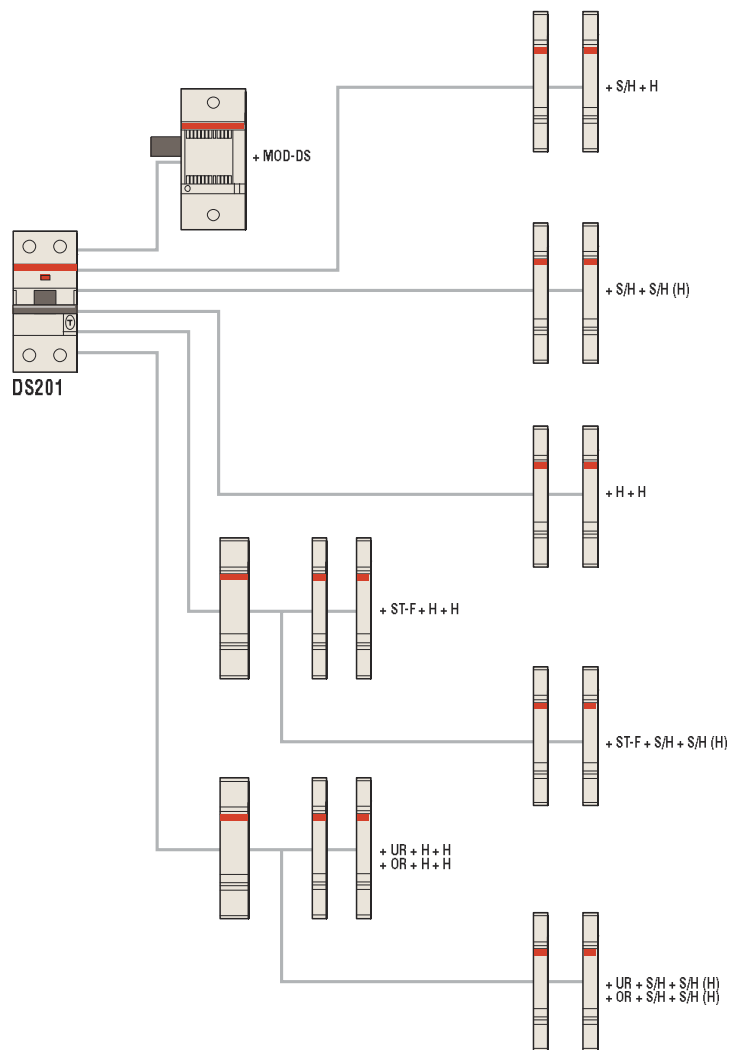 + S/H + H
+ MOD-DS
T
+ S/H + S/H (H)
DS201
+ H + H
+ ST-F + H + H
+ ST-F + S/H + S/H (H)
+ UR + H + H
+ OR + H + H
+ UR + S/H + S/H (H)
+ OR + S/H + S/H (H)